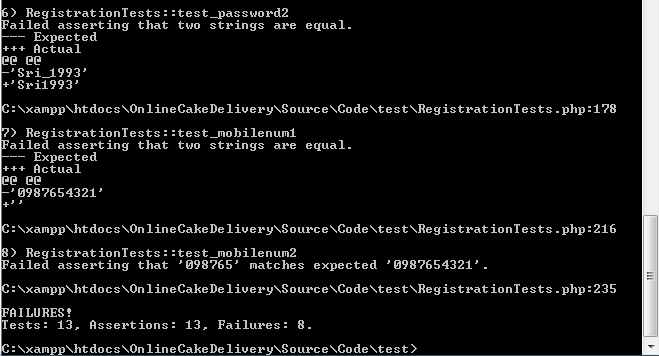 6) RegistrationTests::test_password2
Failed asserting that two strings are equal.
--- Expected
+++ Actual
@@ @@
-'Sri_1993'
+'Sri1993'
C:\xampp\htdocs\OnlineCakeDelivery\Source\Code\test\RegistrationTests.php:178
7) RegistrationTests::test_mobilenum1
Failed asserting that two strings are equal.
--- Expected
+++ Actual
@@ @@
-'0987654321'
+''
C:\xampp\htdocs\OnlineCakeDelivery\Source\Code\test\RegistrationTests.php:216
8) RegistrationTests::test_mobilenum2
Failed asserting that '098765' matches expected '0987654321'.
C:\xampp\htdocs\OnlineCakeDelivery\Source\Code\test\RegistrationTests.php:235
FAILURES!
Tests: 13, Assertions: 13, Failures: 8.
C:\xampp\htdocs\OnlineCakeDelivery\Source\Code\test>